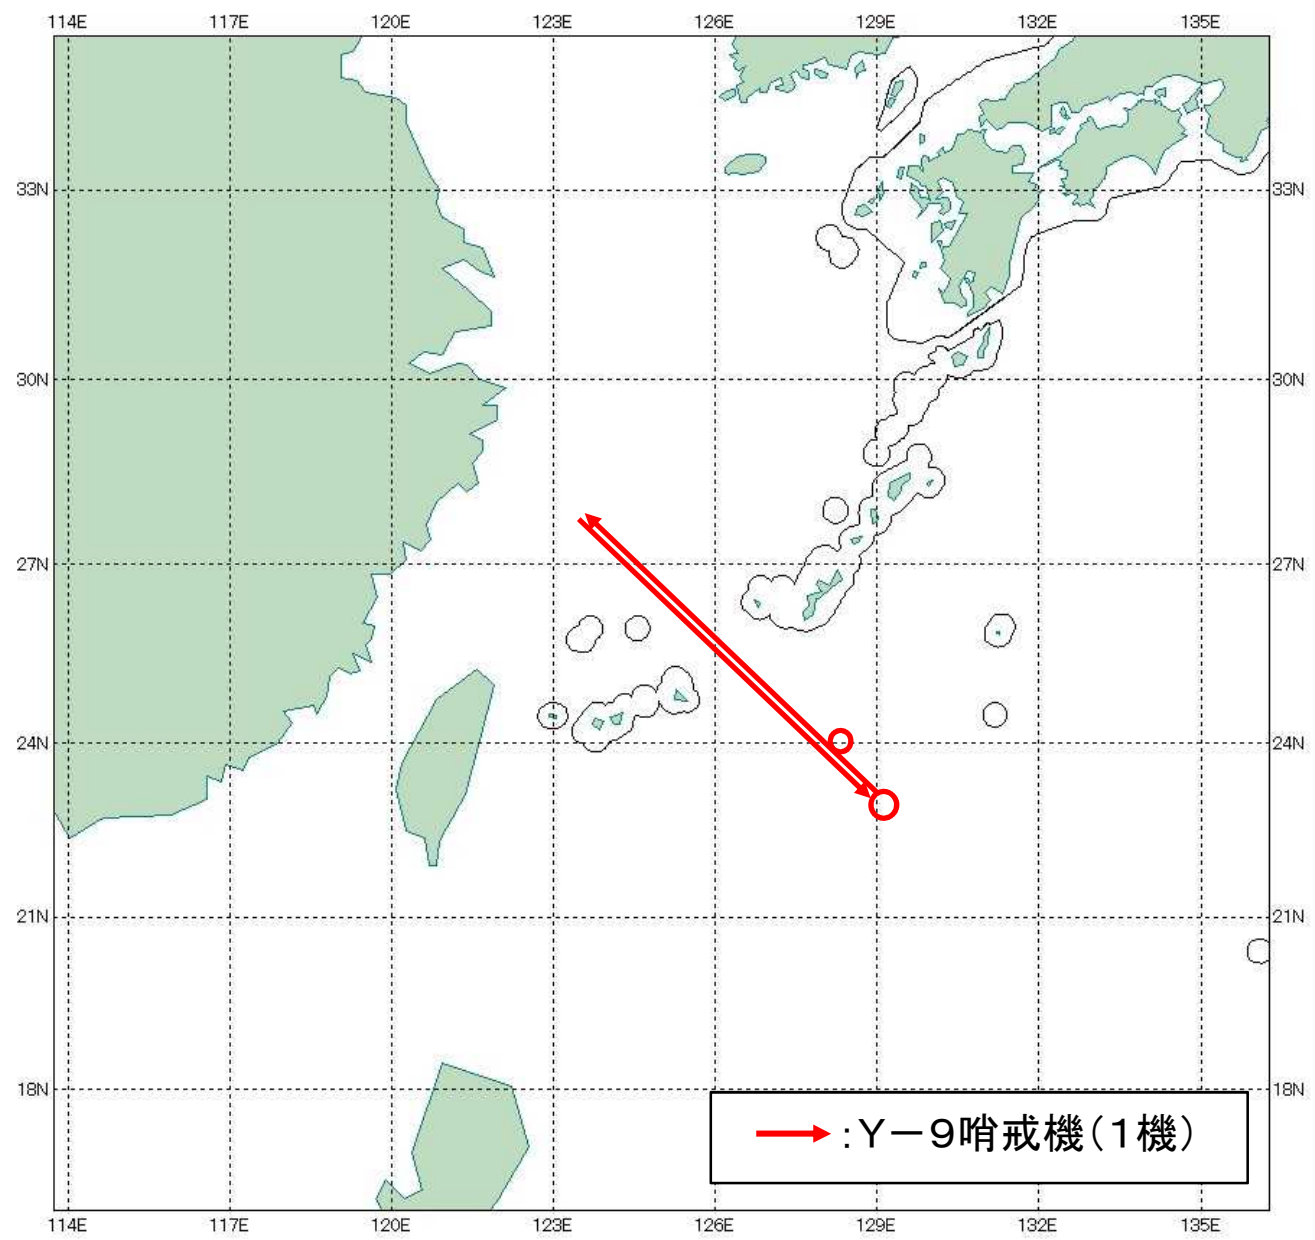 114E 117E 120E 123E 126E 129E 132E 135E
33N 33N
30N 30N
27N 27N
24N 24N
21N 21N
18N 18N
:Y−9哨戒機(1機)
114E 117E 120E 123E 126E 129E 132E 135E